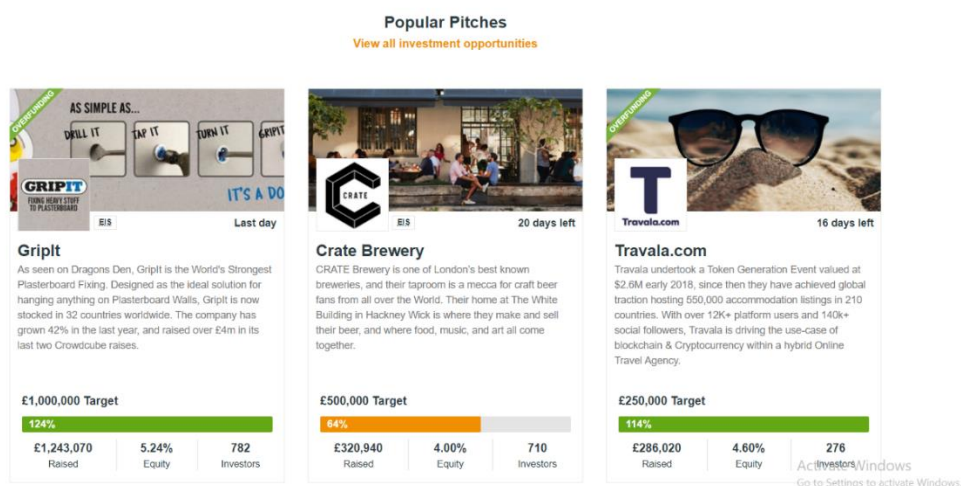 Popular Pitches
View all investment opportunities
OVERFUNDING
AS SIMPLE AS...
DRILL IT
TAP IT
TURN IT
GRIPIT
IT'S A DO
GRIPIT
FIXING HEAVY STUFF
TO PLASTERBOARD
EIS
Last day
GripIt
As seen on Dragons Den, GripIt is the World's Strongest
Plasterboard Fixing. Designed as the ideal solution for
hanging anything on Plasterboard Walls, GripIt is now
stocked in 32 countries worldwide. The company has
grown 42% in the last year, and raised over £4m in its
last two Crowdcube raises.
£1,000,000 Target
124%
£1,243,070
5.24%
782
Raised
Equity
Investors
CRATE
EIS
20 days left
Crate Brewery
CRATE Brewery is one of London's best known
breweries, and their taproom is a mecca for craft beer
fans from all over the World. Their home at The White
Building in Hackney Wick is where they make and sell
their beer, and where food, music, and art all come
together.
£500,000 Target
64%
£320,940
4.00%
710
Raised
Equity
Investors
OVERFUNDING
T
Travala.com
16 days left
Travala.com
Travala undertook a Token Generation Event valued at
$2.6M early 2018, since then they have achieved global
traction hosting 550,000 accommodation listings in 210
countries. With over 12K+ platform users and 140k+
social followers, Travala is driving the use-case of
blockchain & Cryptocurrency within a hybrid Online
Travel Agency.
£250,000 Target
114%
£286,020
4.60%
276
Raised
Equity
Investors
Activate Windows
Go to Settings to activate Windows.